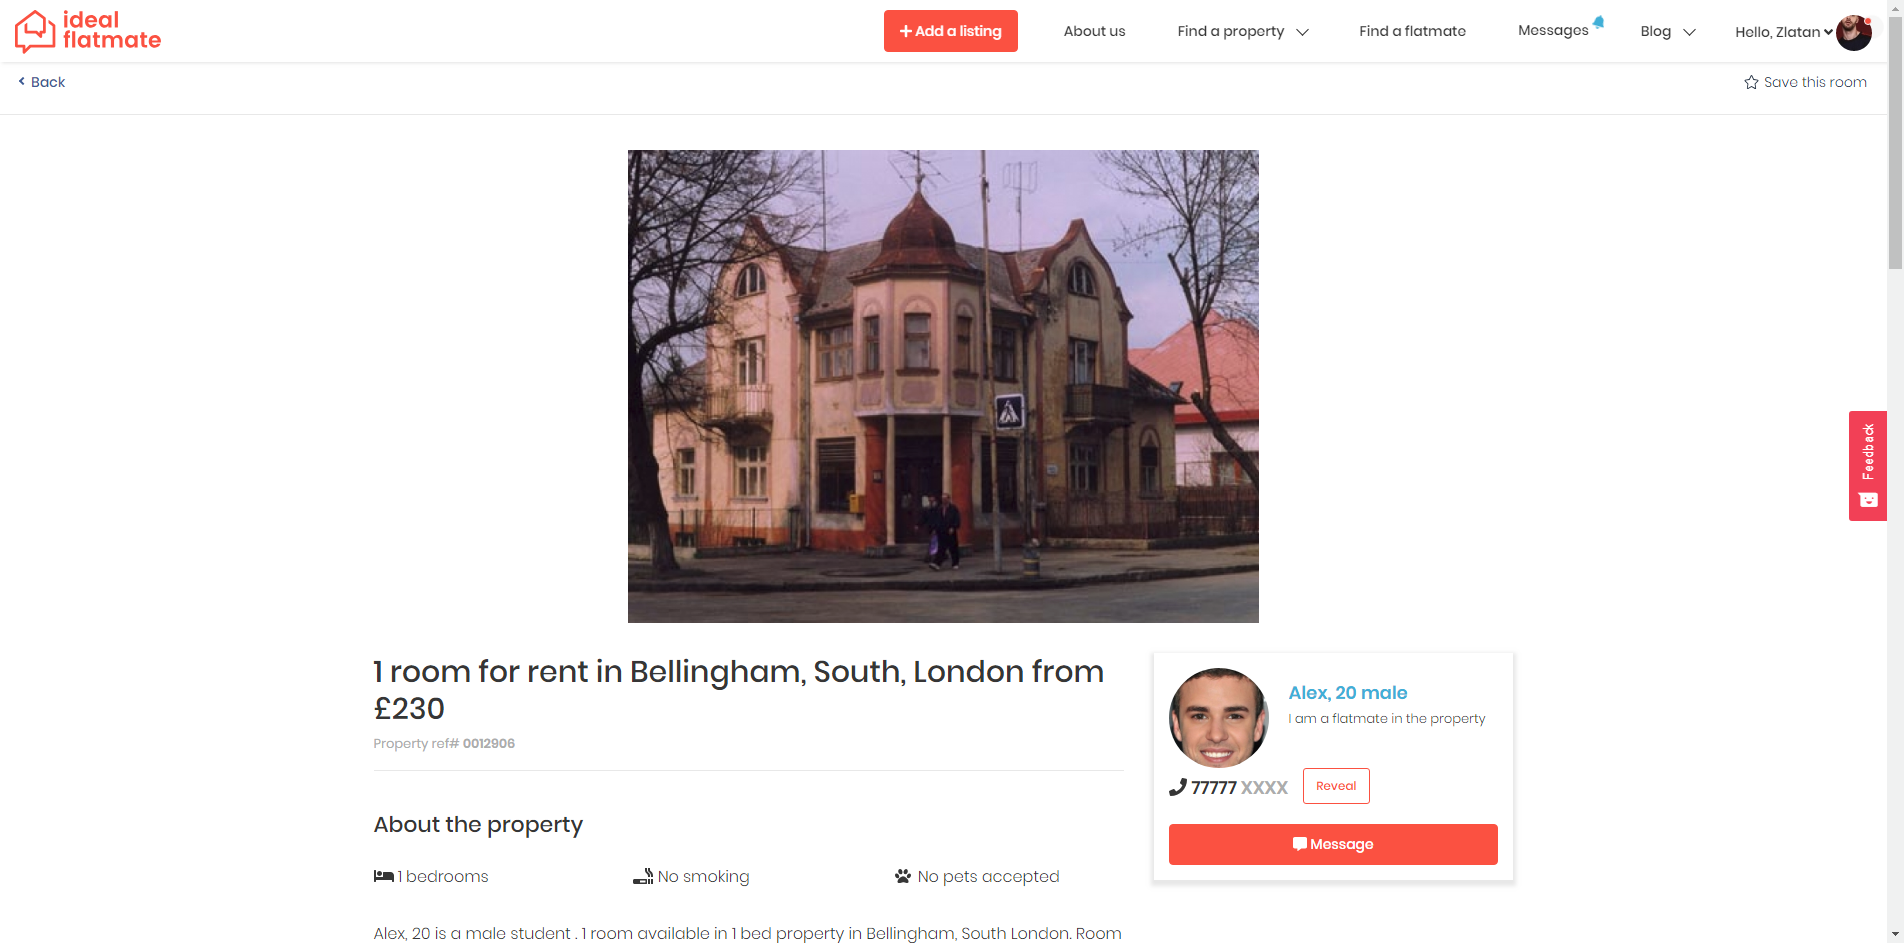 ideal
flatmate
Add a listing
About us
Find a property
Find a flatmate
Messages
Blog
Hello, Zlatan
Back
Save this room
Feedback
1 room for rent in Bellingham, South, London from
£230
Property ref# 0012906
Alex, 20 male
I am a flatmate in the property
77777 XXXX
Reveal
Message
About the property
1 bedrooms
No smoking
No pets accepted
Alex, 20 is a male student . 1 room available in 1 bed property in Bellingham, South London. Room